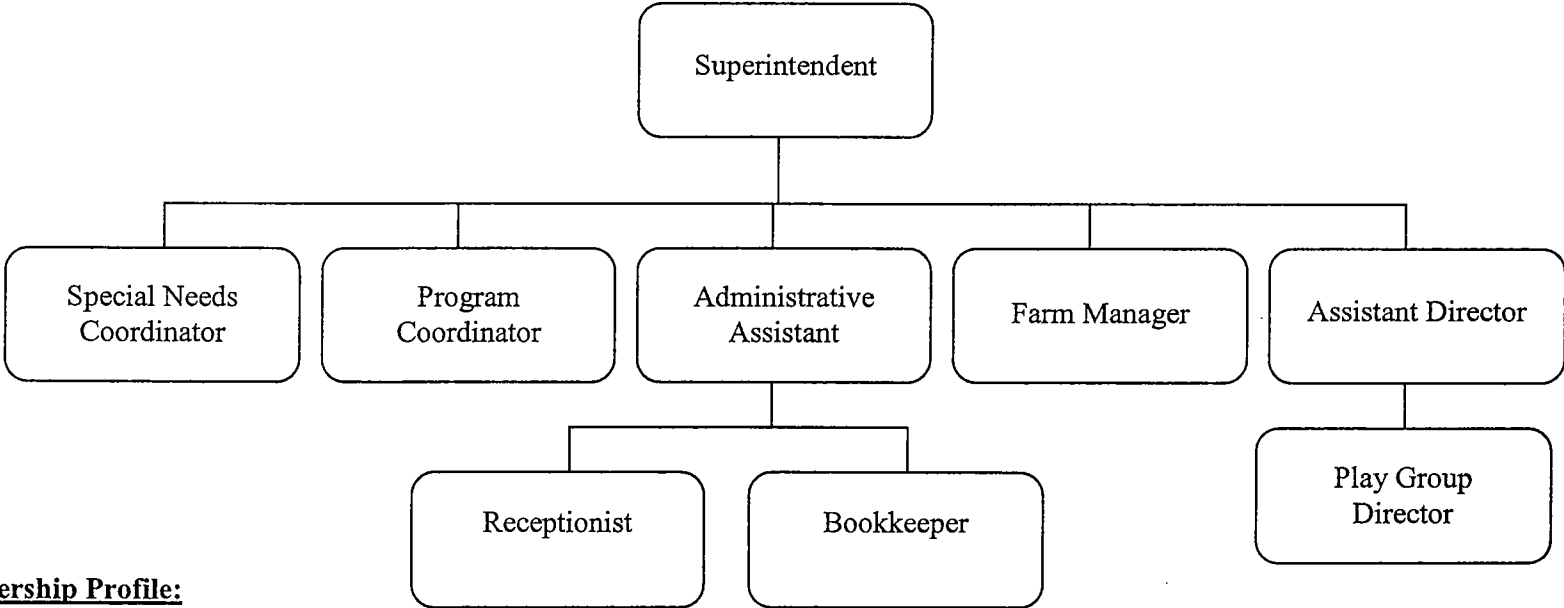 Superintendent
Special Needs
Coordinator
Program
Coordinator
Administrative
Assistant
Farm Manager
Assistant Director
Receptionist
Bookkeeper
Play Group
Director
ership Profile: